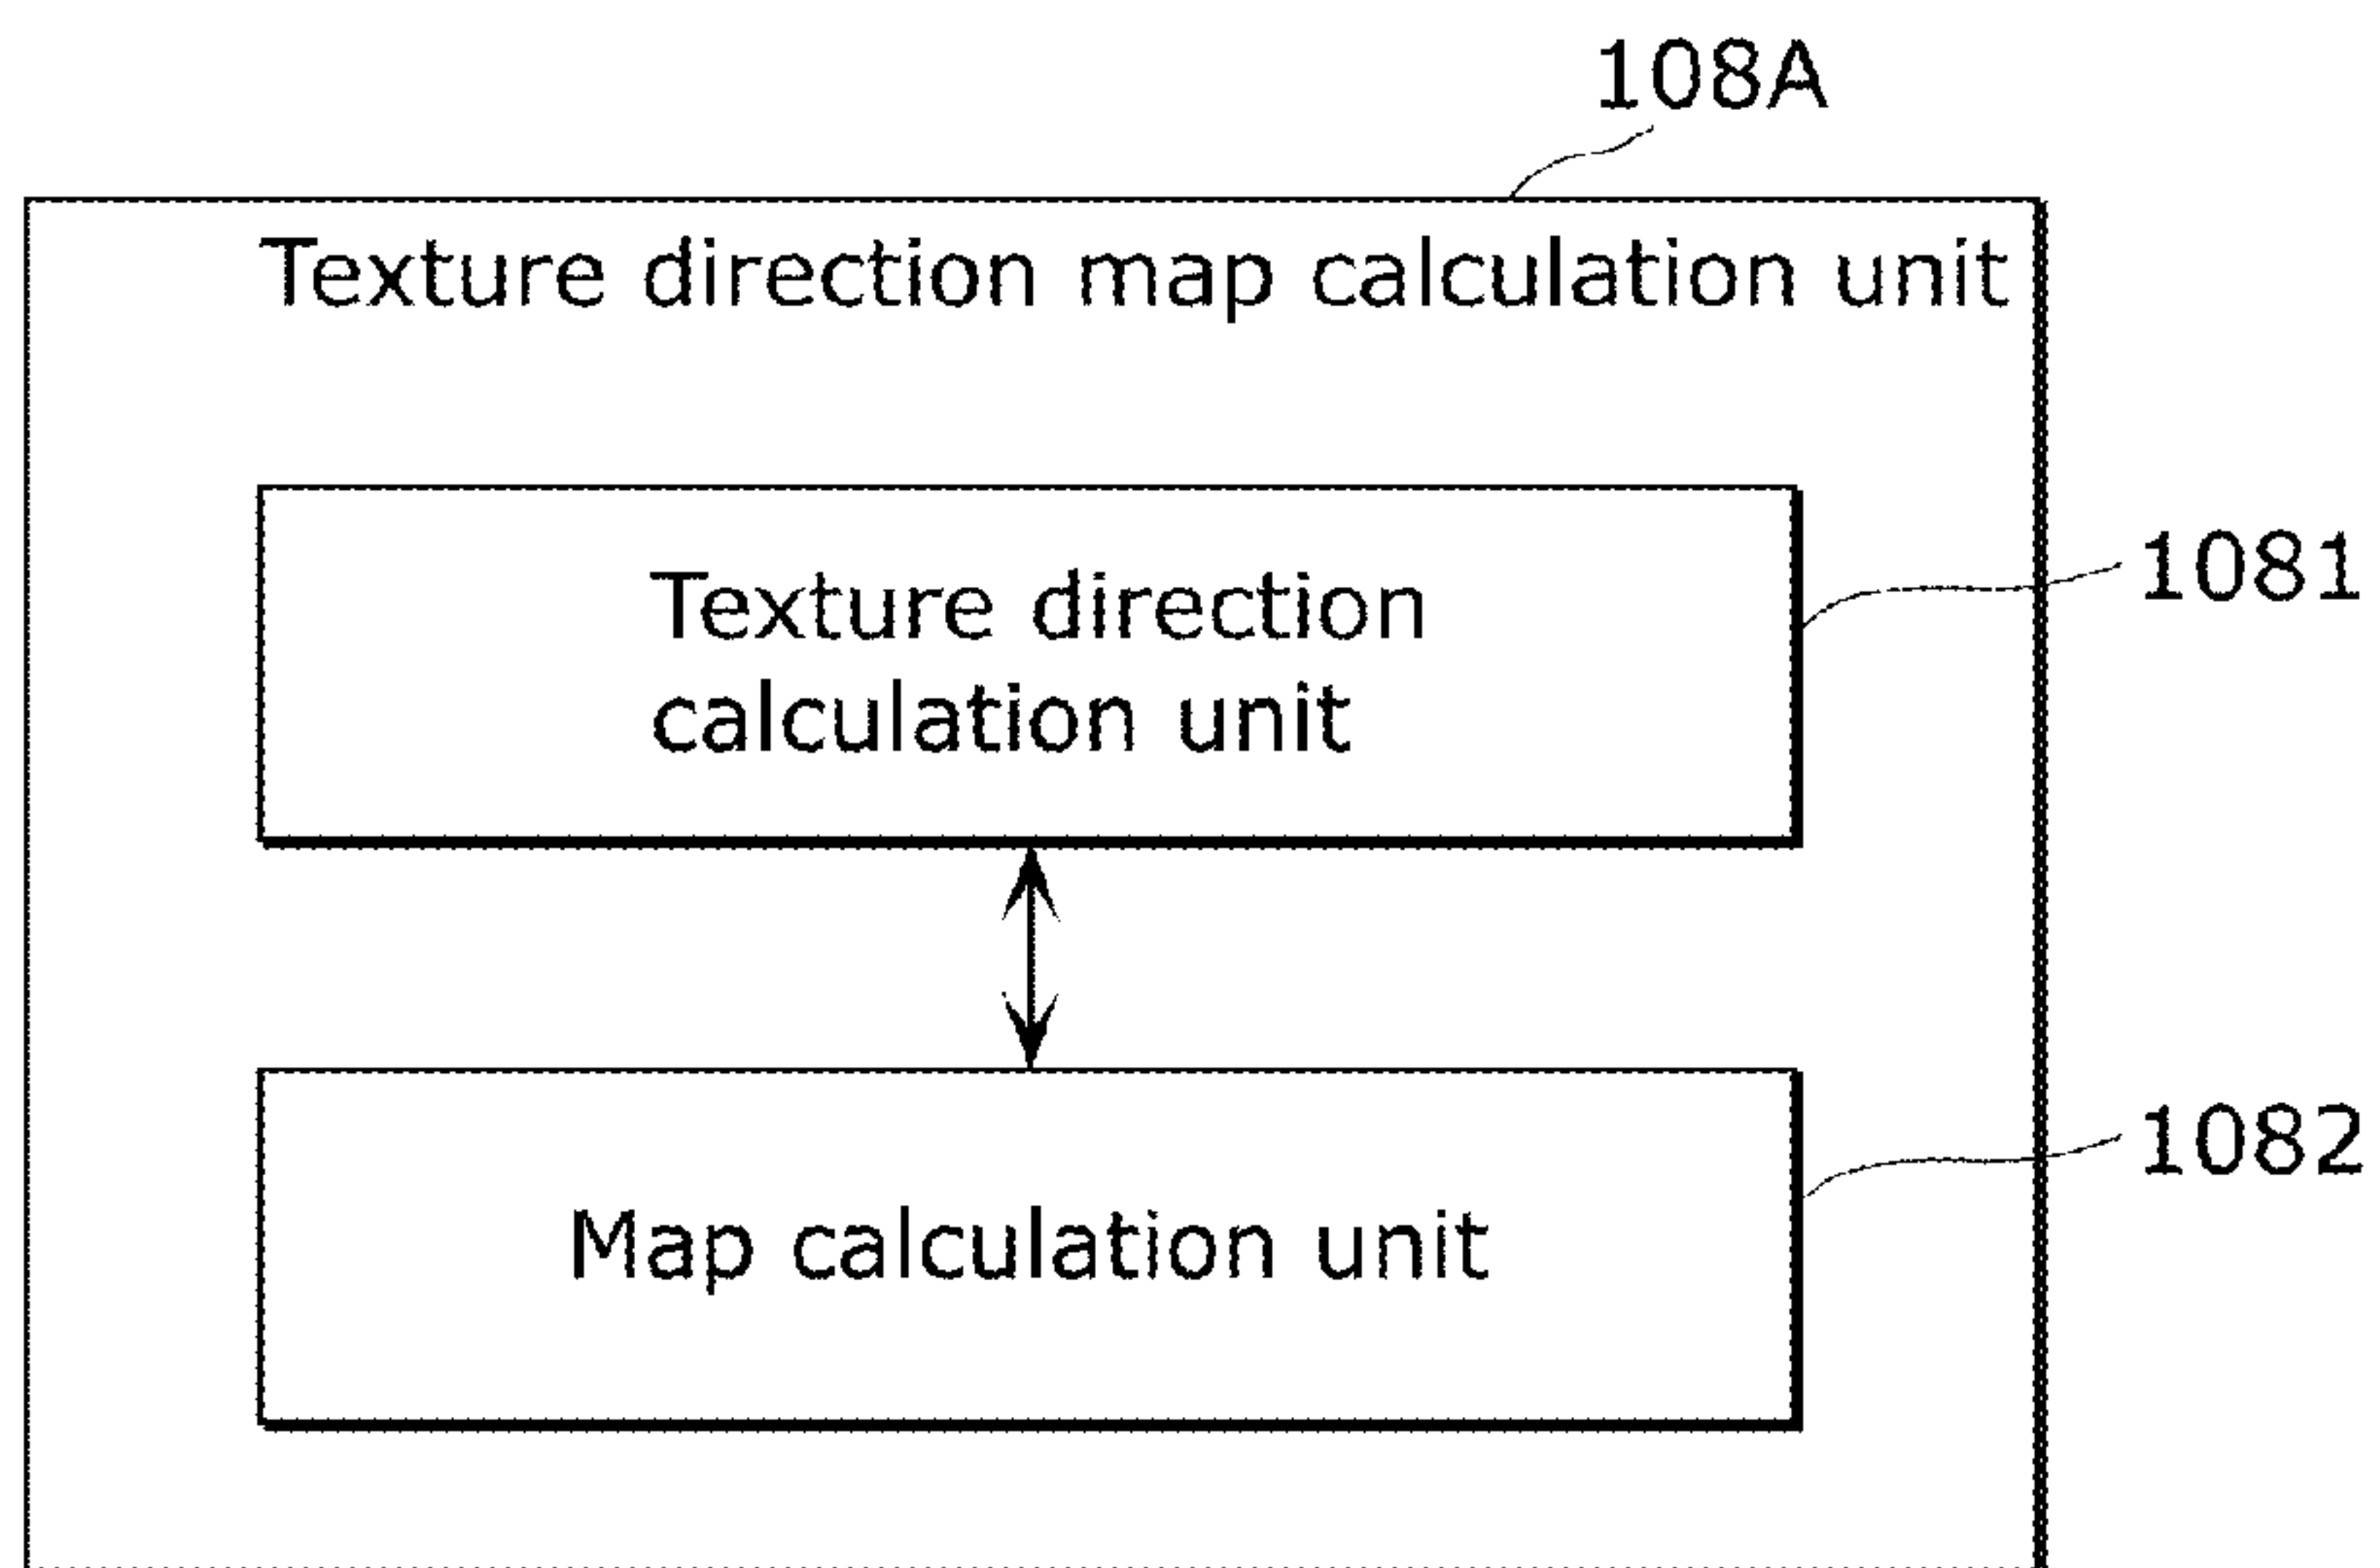 108A
Texture direction map calculation unit
Texture direction
calculation unit
1081
Map calculation unit
1082